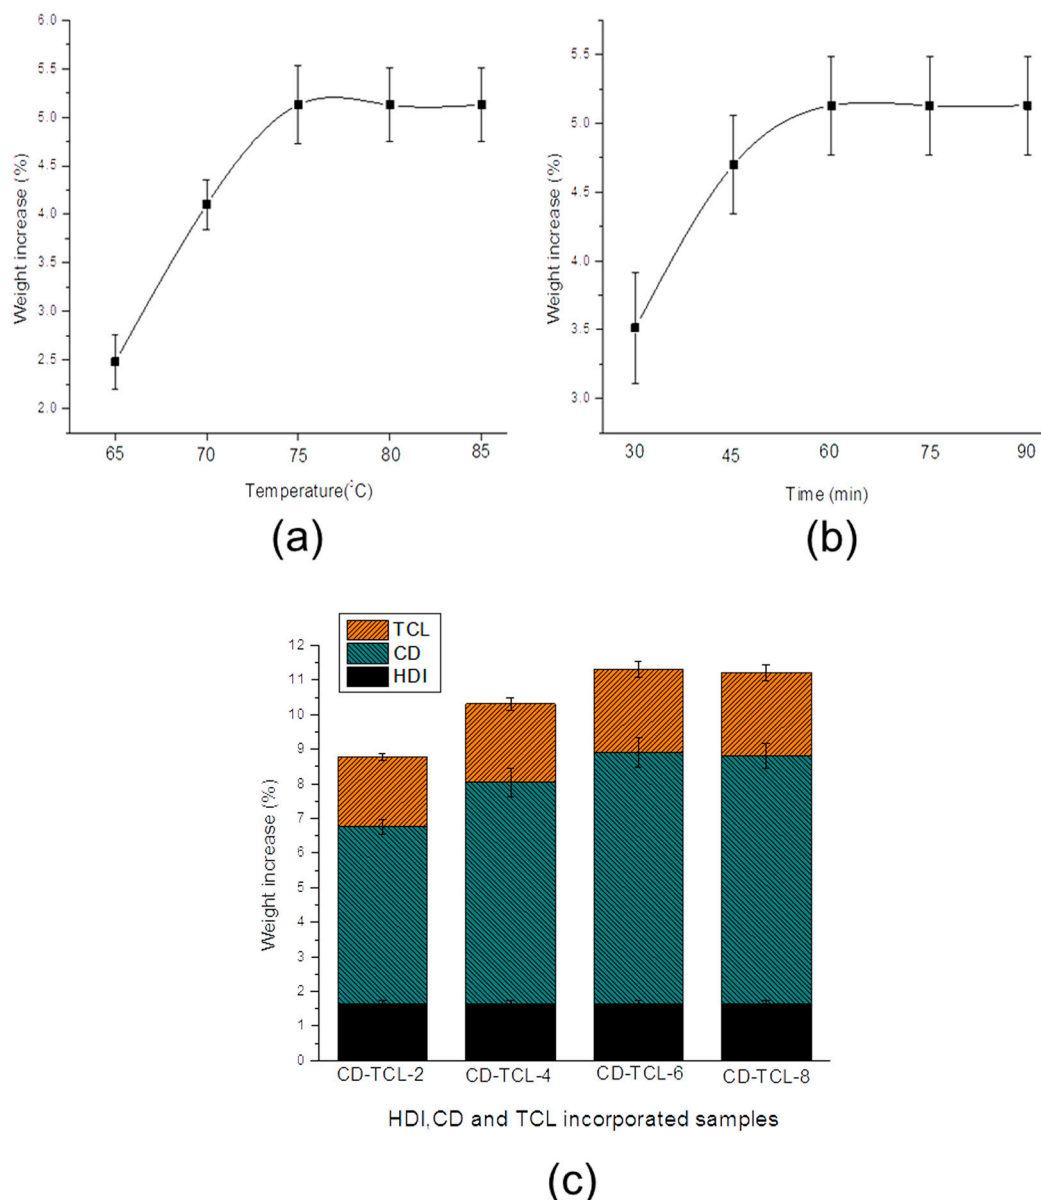 6.0
5.5
5.0
4.5
4.0
3.5
3.0
2.5
2.0
Weight increase (%)
65 70 75 80 85
Temperature(°C)
(a)
5.5
5.0
4.5
4.0
3.5
3.0
Weight increase (%)
30 45 60 75 90
Time (min)
(b)
TCL
CD
HDI
12
11
10
9
8
7
6
5
4
3
2
1
0
Weight increase (%)
CD-TCL-2 CD-TCL-4 CD-TCL-6 CD-TCL-8
HDI,CD and TCL incorporated samples
(c)